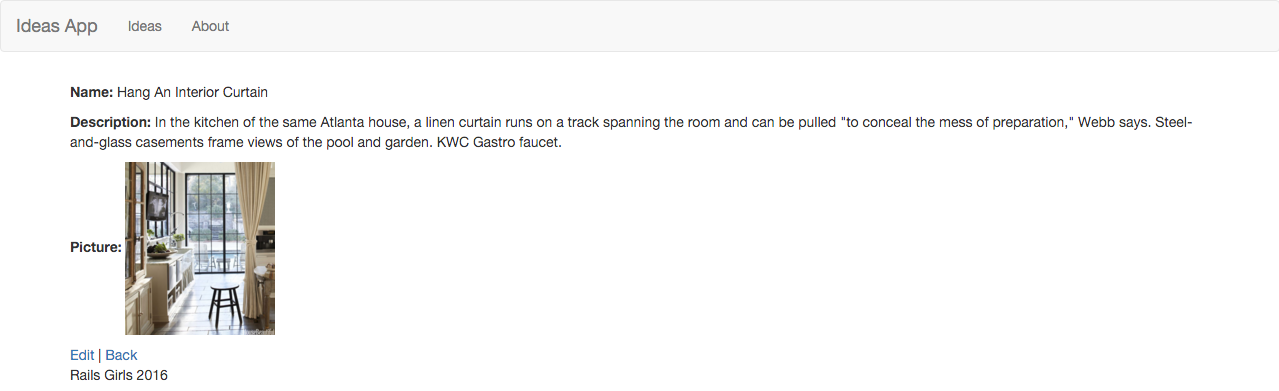 Ideas App Ideas About
Name: Hang An Interior Curtain
Description: In the kitchen of the same Atlanta house, a linen curtain runs on a track spanning the room and can be pulled "to conceal the mess of preparation," Webb says. Steel-
and-glass casements frame views of the pool and garden. KWC Gastro faucet.
Picture:
Edit | Back
Rails Girls 2016